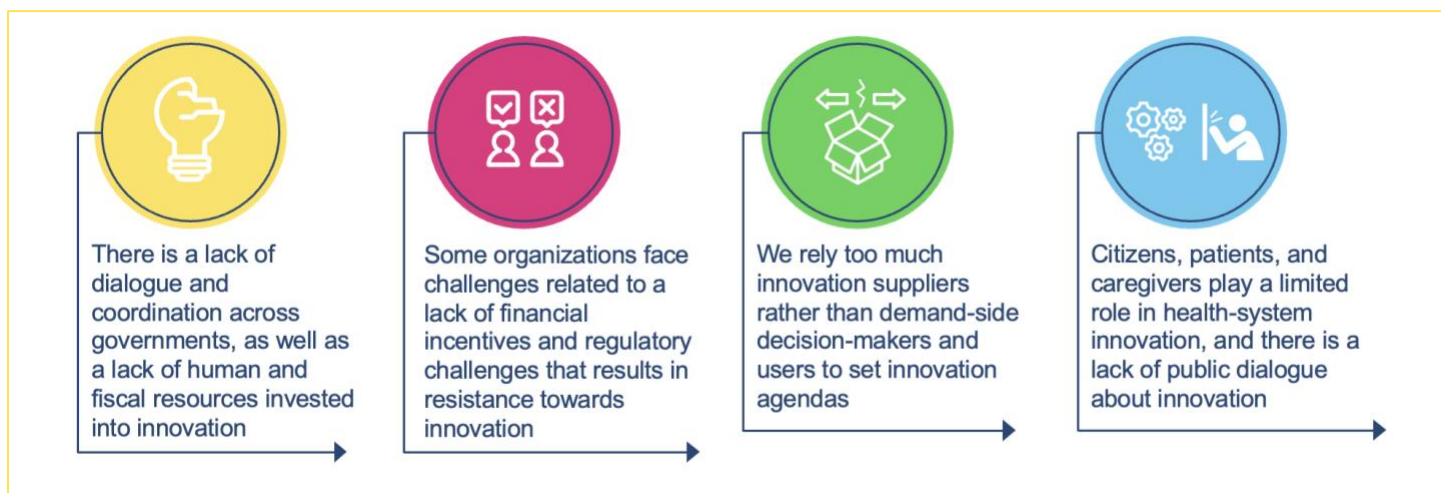 There is a lack of
dialogue and
coordination across
governments, as well as
a lack of human and
fiscal resources invested
into innovation
Some organizations face
challenges related to a
lack of financial
incentives and regulatory
challenges that results in
resistance towards
innovation
We rely too much
innovation suppliers
rather than demand-side
decision-makers and
users to set innovation
agendas
Citizens, patients, and
caregivers play a limited
role in health-system
innovation, and there is a
lack of public dialogue
about innovation